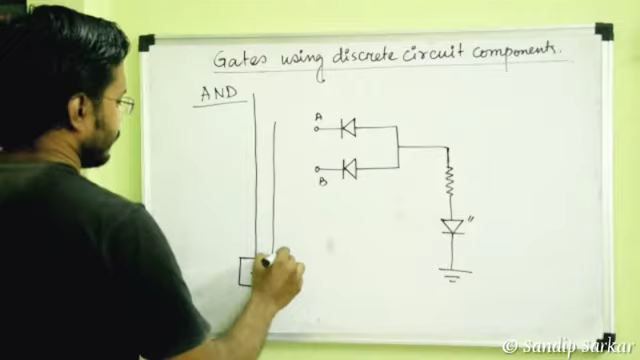 Gates using discrete circuit components.
AND
A
B
© Sandip Sarkar